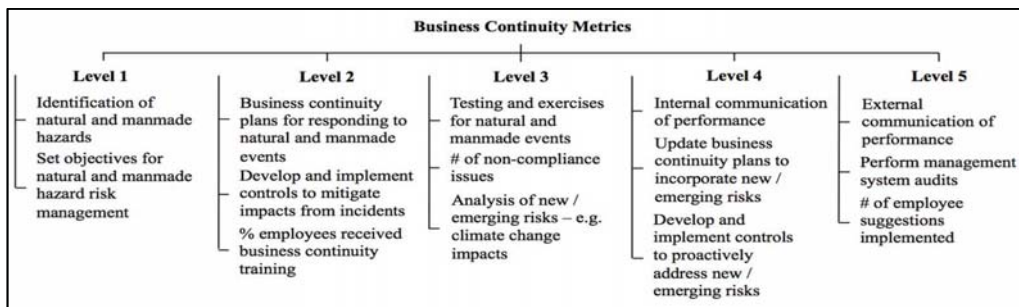 Business Continuity Metrics
Level 1
Identification of
natural and manmade
hazards
Set objectives for
natural and manmade
hazard risk
management
Level 2
Business continuity
plans for responding to
natural and manmade
events
Develop and implement
controls to mitigate
impacts from incidents
% employees received
business continuity
training
Level 3
Testing and exercises
for natural and
manmade events
# of non-compliance
issues
Analysis of new /
emerging risks – e.g.
climate change
impacts
Level 4
Internal communication
of performance
Update business
continuity plans to
incorporate new /
emerging risks
Develop and
implement controls
to proactively
address new /
emerging risks
Level 5
External
communication of
performance
Perform management
system audits
# of employee
suggestions
implemented